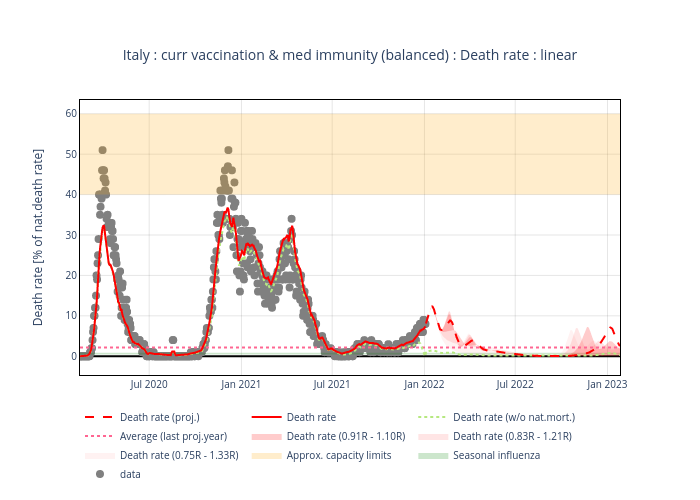 Italy : curr vaccination & med immunity (balanced) : Death rate : linear
Death rate [% of nat.death rate]
60
50
40
30
20
10
0
Jul 2020
Jan 2021
Jul 2021
Jan 2022
Jul 2022
Jan 2023
Death rate (proj.)
Death rate
Death rate (w/o nat.mort.)
Average (last proj.year)
Death rate (0.91R - 1.10R)
Death rate (0.83R - 1.21R)
Death rate (0.75R - 1.33R)
Approx. capacity limits
Seasonal influenza
data